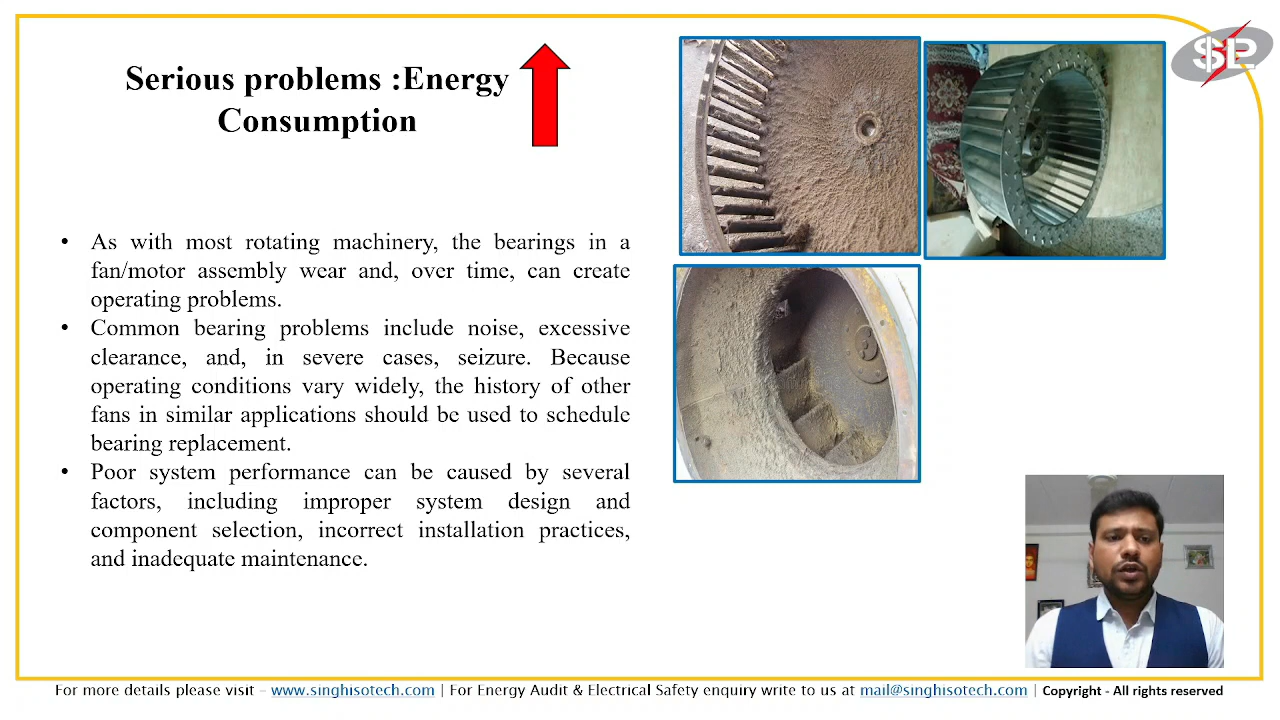 Serious problems :Energy
Consumption
SPL
• As with most rotating machinery, the bearings in a
fan/motor assembly wear and, over time, can create
operating problems.
• Common bearing problems include noise, excessive
clearance, and, in severe cases, seizure. Because
operating conditions vary widely, the history of other
fans in similar applications should be used to schedule
bearing replacement.
• Poor system performance can be caused by several
factors, including improper system design and
component selection, incorrect installation practices,
and inadequate maintenance.
For more details please visit – www.singhisotech.com | For Energy Audit & Electrical Safety enquiry write to us at mail@singhisotech.com | Copyright - All rights reserved